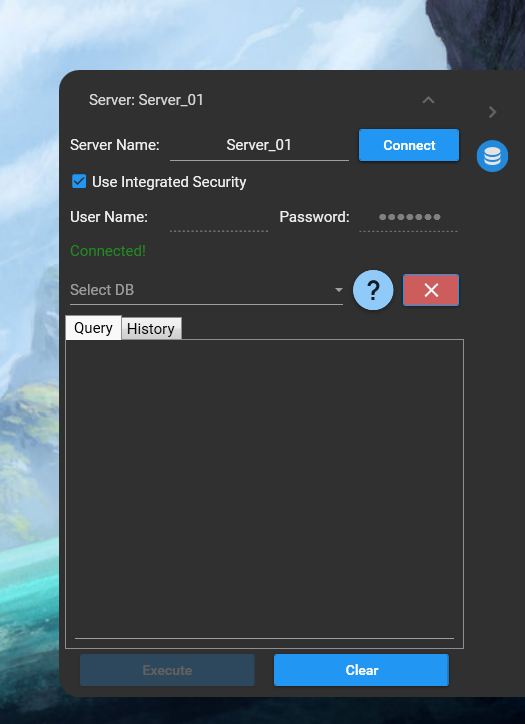 Server: Server_01
Server Name: Server_01 Connect
Use Integrated Security
User Name: Password: •••••••
Connected!
Select DB ?
Query History
Execute Clear